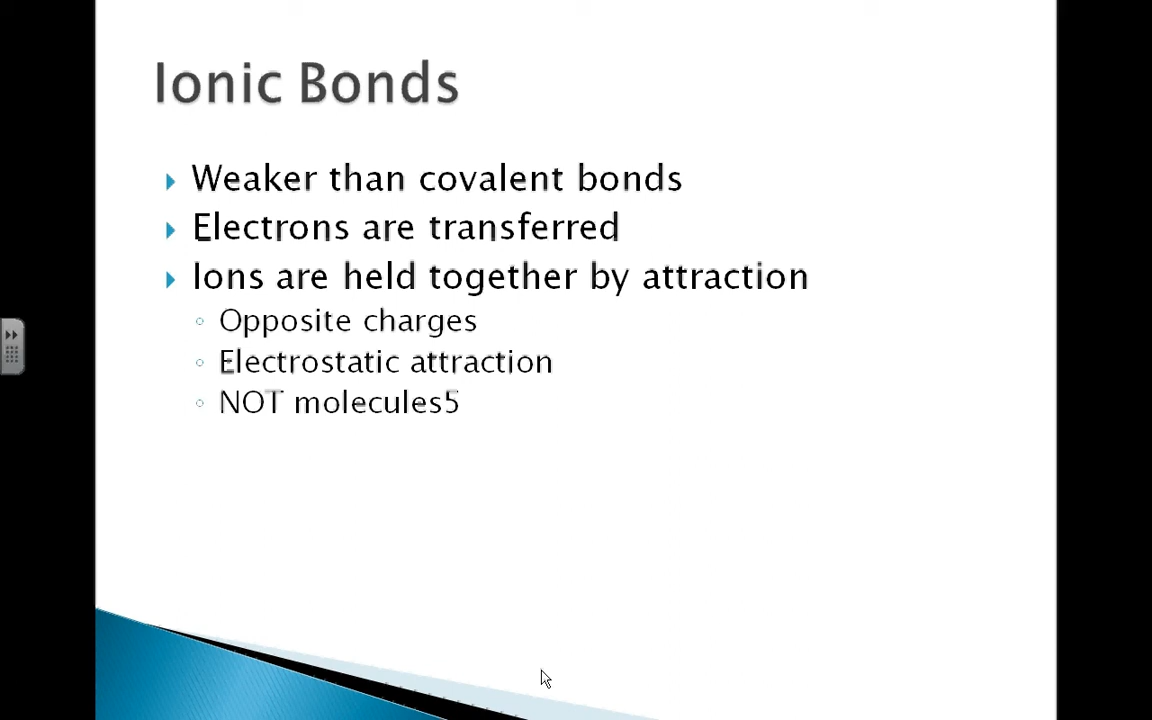 Ionic Bonds
Weaker than covalent bonds
Electrons are transferred
Ions are held together by attraction
Opposite charges
Electrostatic attraction
NOT molecules5